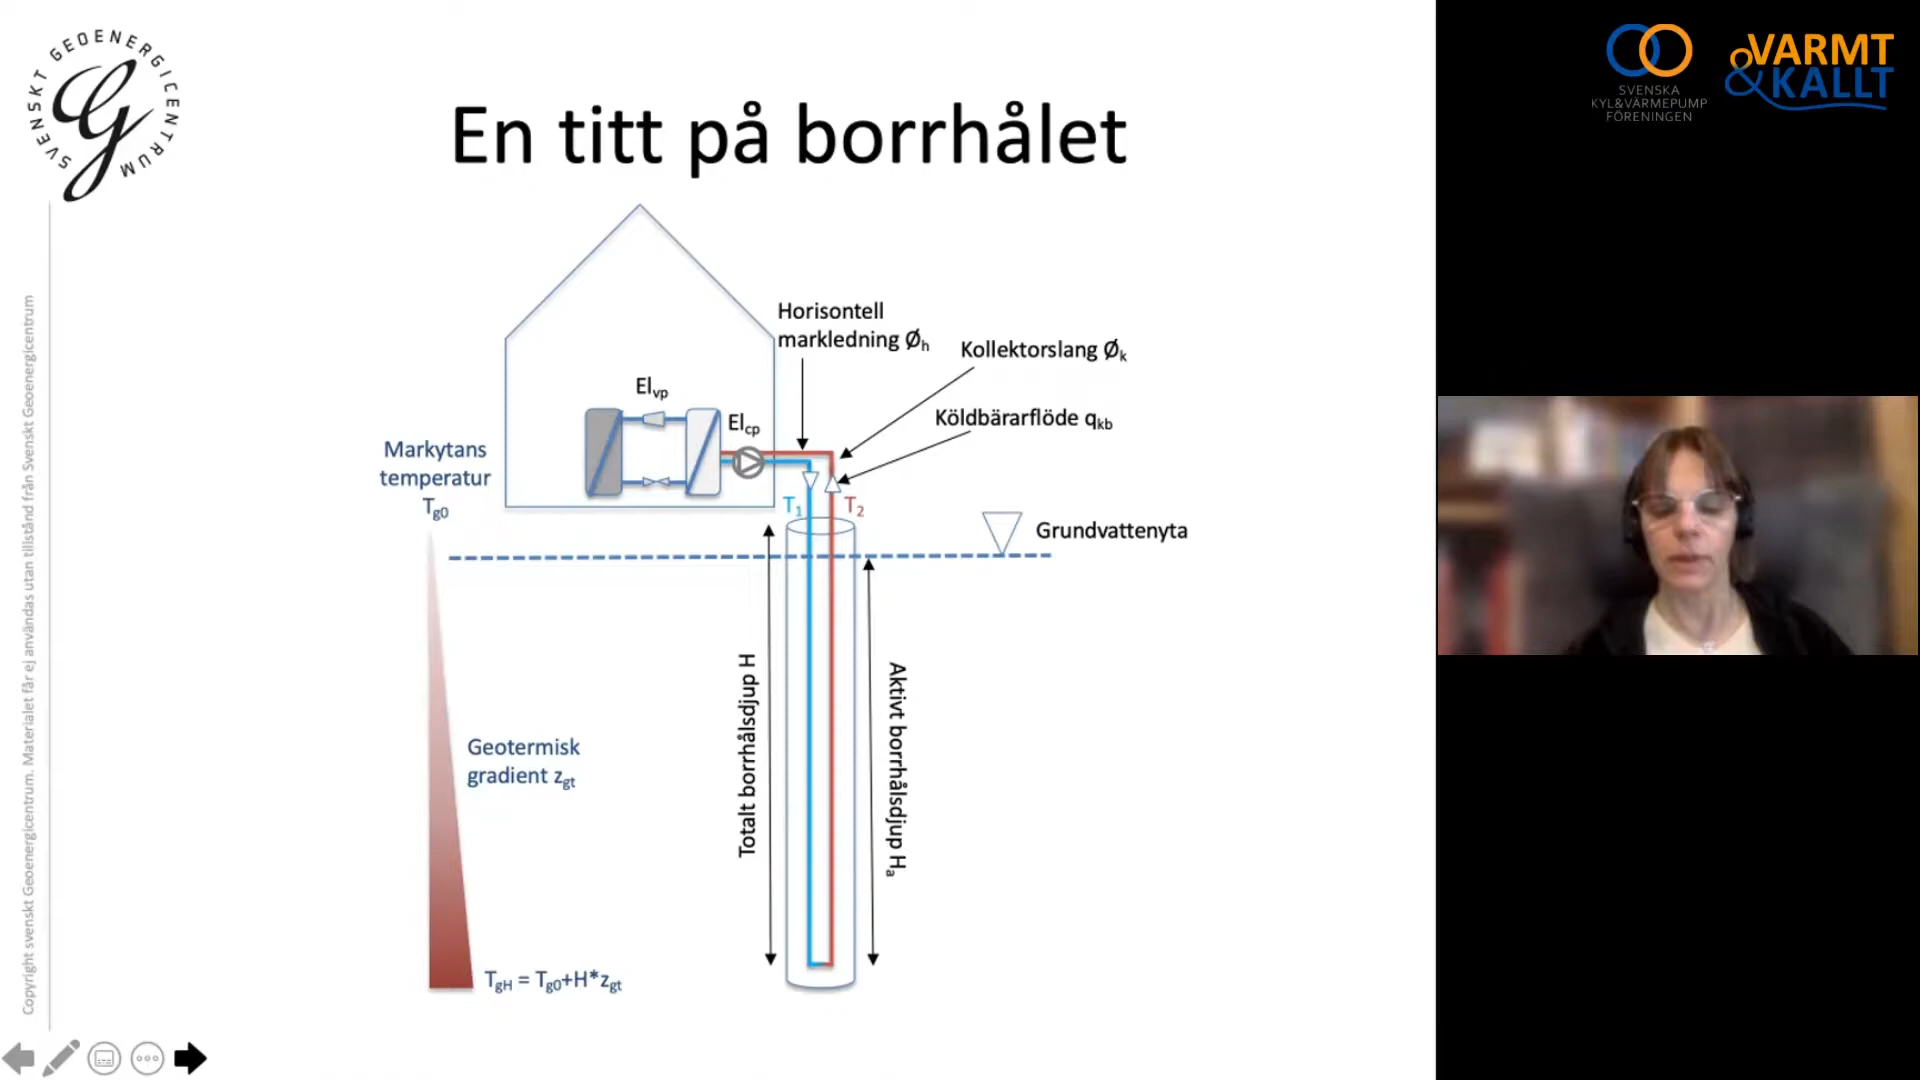 SVENSKT GEOENERGICENTRUM
G
En titt på borrhålet
SVENSKA
KYL&VÄRMEPUMP
FÖRENINGEN
VARMT
&KALLT
Horisontell
markledning Øh
Kollektorslang Øk
Köldbärarflöde qkb
Elvp
Elcp
Markytans
temperatur
Tg0
T1
T2
Grundvattenyta
Totalt borrhålsdjup H
Aktivt borrhålsdjup Ha
Geotermisk
gradient zgt
TgH = Tg0+H*zgt
Copyright svenskt Geoenergicentrum. Materialet får ej användas utan tillstånd från Svenskt Geoenergicentrum